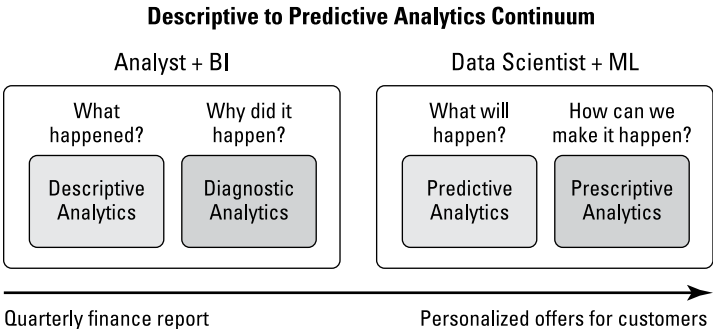 Descriptive to Predictive Analytics Continuum
Analyst + BI
What
happened?
Descriptive
Analytics
Why did it
happen?
Diagnostic
Analytics
Data Scientist + ML
What will
happen?
Predictive
Analytics
How can we
make it happen?
Prescriptive
Analytics
Quarterly finance report
Personalized offers for customers